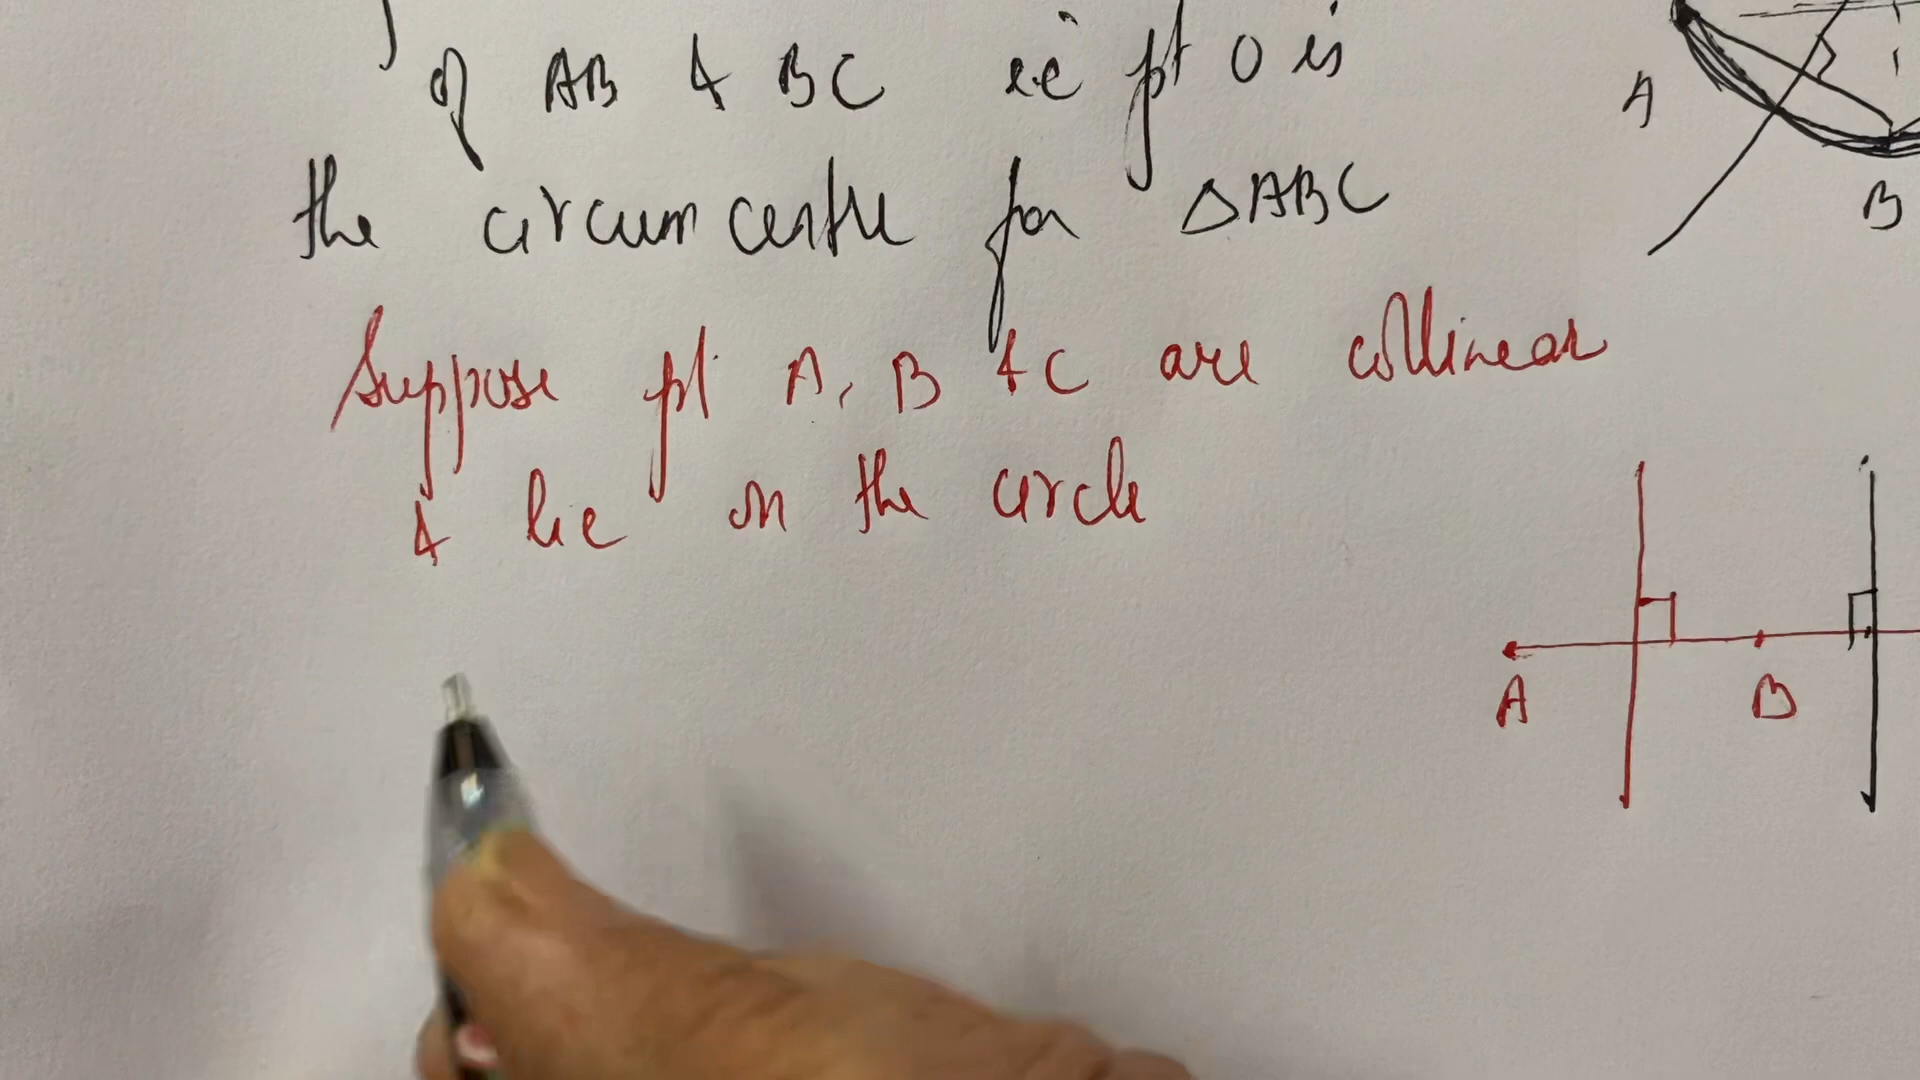 of AB & BC i.e pt O is
A
the circumcentre for △ABC
B
Suppose pt A, B & C are collinear
& lie on the circle
A B